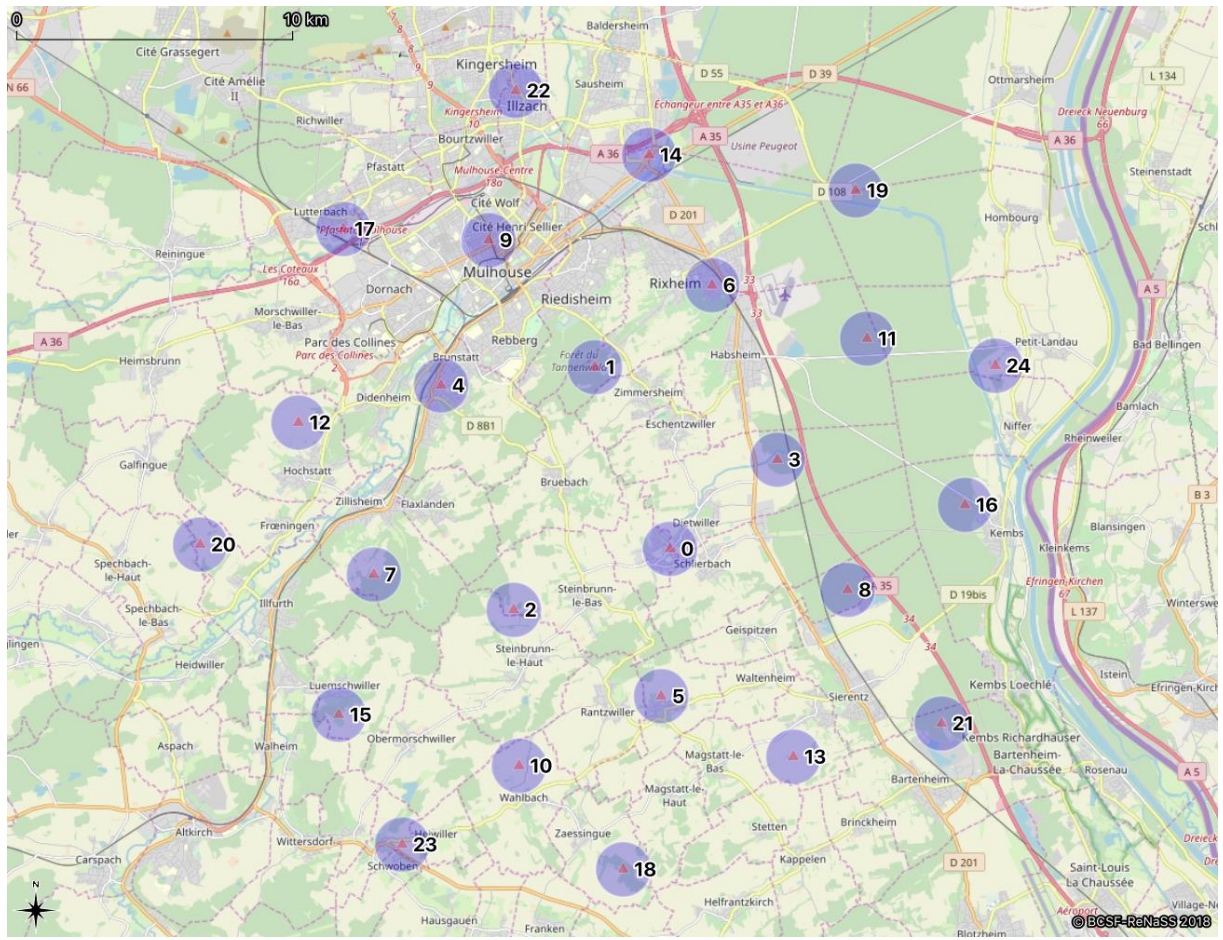 0
10 km
Baldersheim
Cité Grassegert
Kingersheim
D 55
D 39
L 134
N 66
Cité Amélie
II
Sausheim
Ottmarsheim
22
Illzach
Échangeur entre A35 et A36
Dreieck Neuenburg
66
Richwiller
Kingersheim
10
Bourtzwiller
A 35
A 36
Usine Peugeot
A 36
14
Pfastatt
Mulhouse-Centre
18a
Steinenstadt
D 108
19
Lutterbach
Cité Wolf
D 201
Hombourg
17
Cité Henri Sellier
9
Reiningue
Les Coteaux
16a
Mulhouse
Rixheim
6
33
A 5
Dornach
Riedisheim
33
Morschwiller-
le-Bas
A 36
Parc des Collines
Rebberg
11
Petit-Landau
Bad Bellingen
Parc des Collines
2
Brunstatt
Habsheim
Heimsbrunn
1
24
4
Zimmersheim
Didenheim
Bamlach
12
D 8B1
Eschentzwiller
Niffer
Rheinweiler
Galfingue
Hochstatt
3
Bruebach
Zillisheim
Flaxlanden
16
B 3
Frœningen
Dietwiller
Kembs
Blansingen
20
0
Kleinkems
Spechbach-
le-Haut
Schlierbach
7
Efringen-Kirchen
67
Steinbrunn-
le-Bas
8
A 35
D 19bis
Illfurth
2
L 137
Spechbach-
le-Bas
34
Geispitzen
Heidwiller
Steinbrunn-
le-Haut
34
Istein
Luemschwiller
Waltenheim
Kembs Loechlé
5
Sierentz
15
Rantzwiller
21
Obermorschwiller
Kembs Richardhauser
Aspach
Walheim
Magstatt-le-
Bas
13
Bartenheim-
La-Chaussée
10
Rosenau
A 5
Bartenheim
Wahlbach
Magstatt-le-
Haut
Altkirch
Heiwiller
Zaessingue
Stetten
Brinckheim
Wittersdorf
23
Carspach
Schwoben
Kappelen
D 201
18
Saint-Louis
La Chaussée
N
Helfrantzkirch
Hausgauen
Franken
Aéroport
Blotzheim
© BCSF-ReNaSS 2018